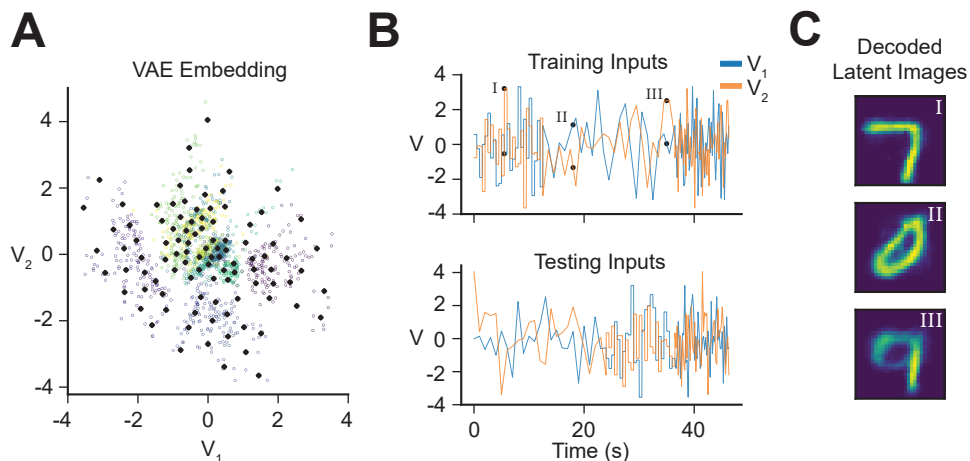 A
VAE Embedding
4
2
V2
0
-2
-4
-4 -2 0 2 4
V1
B
Training Inputs
V1
V2
4
2
V
0
-2
-4
I
II
III
Testing Inputs
4
2
V
0
-2
-4
0 20 40
Time (s)
C
Decoded
Latent Images
I
II
III